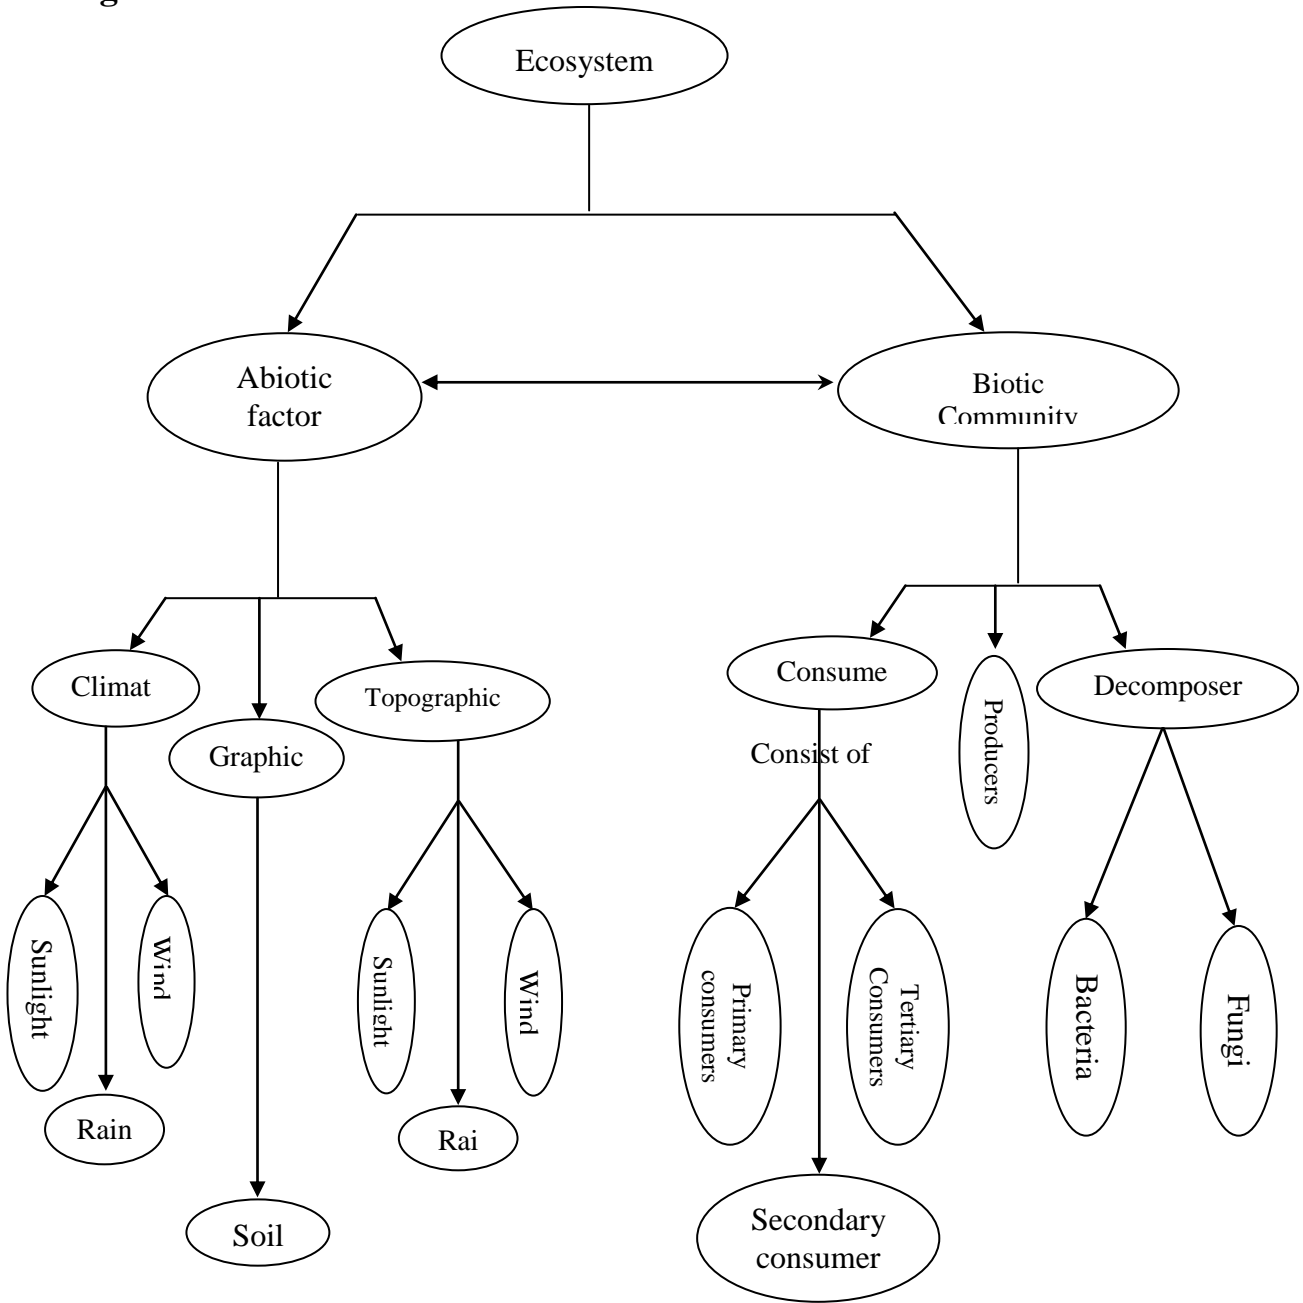 g
Ecosystem
Abiotic
factor
Biotic
Community
Climat
Graphic
Topographic
Consume
Producers
Decomposer
Consist of
Sunlight
Wind
Rain
Soil
Sunlight
Wind
Rai
Primary
consumers
Tertiary
Consumers
Secondary
consumer
Bacteria
Fungi